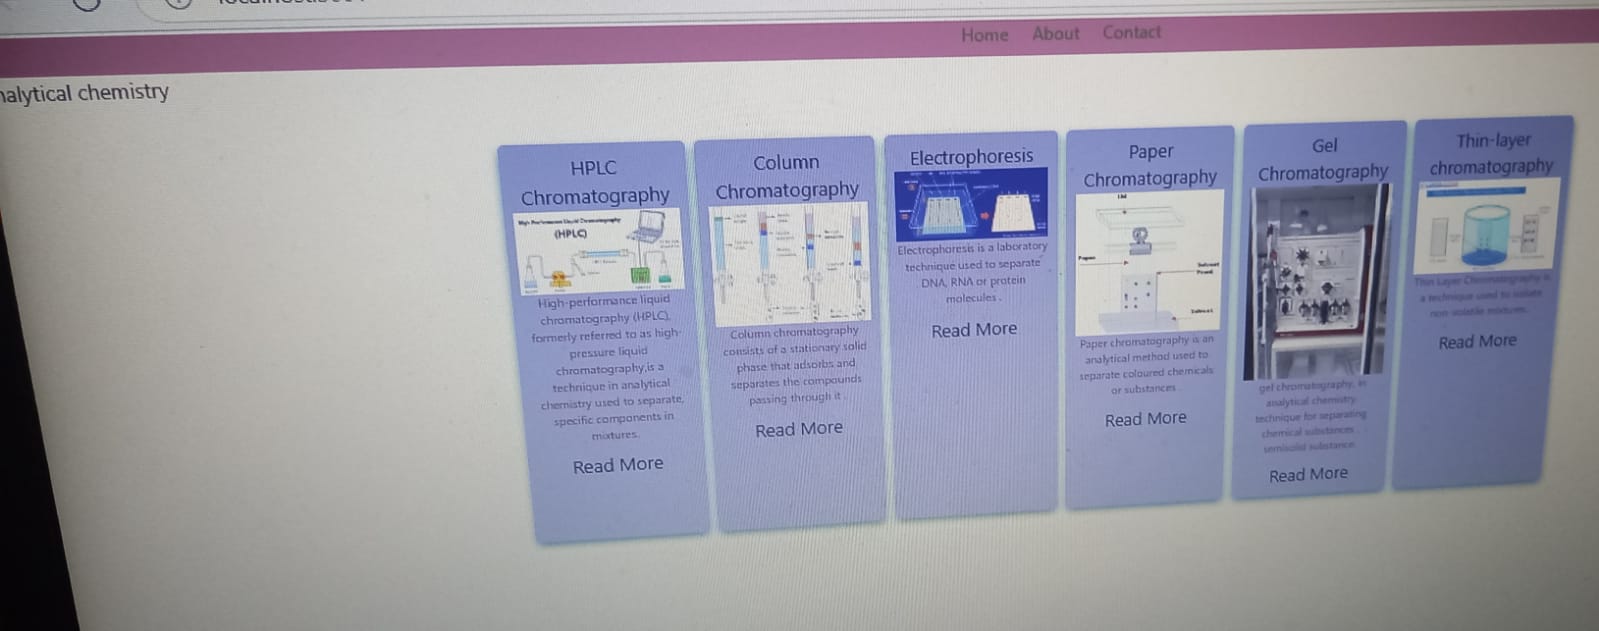 Home About Contact
nalytical chemistry
HPLC
Chromatography
High Performance Liquid Chromatography
(HPLC)
High-performance liquid
chromatography (HPLC),
formerly referred to as high-
pressure liquid
chromatography,is a
technique in analytical
chemistry used to separate,
specific components in
mixtures.
Read More
Column
Chromatography
Column chromatography
consists of a stationary solid
phase that adsorbs and
separates the compounds
passing through it .
Read More
Electrophoresis
Electrophoresis is a laboratory
technique used to separate
DNA, RNA or protein
molecules .
Read More
Paper
Chromatography
Lid
Paper
Solvent
Front
Solvent
Paper chromatography is an
analytical method used to
separate coloured chemicals
or substances .
Read More
Gel
Chromatography
gel chromatography, in
analytical chemistry
technique for separating
chemical substances .
semisolid substance
Read More
Thin-layer
chromatography
Thin Layer Chromatography is
a technique used to isolate
non-volatile mixtures.
Read More